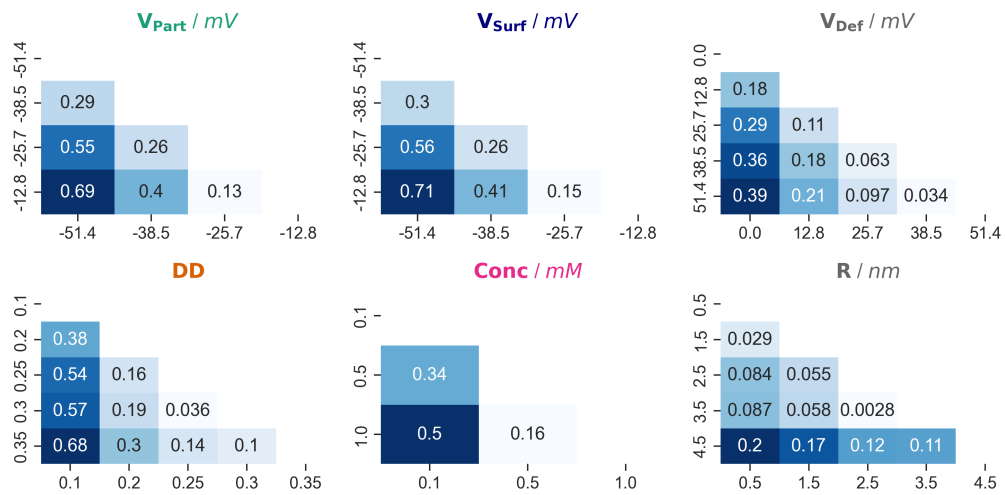 V_Part / mV
-51.4
-38.5
0.29
-25.7
0.55 0.26
-12.8
0.69 0.4 0.13
-51.4 -38.5 -25.7 -12.8
V_Surf / mV
-51.4
-38.5
0.3
-25.7
0.56 0.26
-12.8
0.71 0.41 0.15
-51.4 -38.5 -25.7 -12.8
V_Def / mV
0.0
12.8
0.18
25.7
0.29 0.11
38.5
0.36 0.18 0.063
51.4
0.39 0.21 0.097 0.034
0.0 12.8 25.7 38.5 51.4
DD
0.1
0.2
0.38
0.25
0.54 0.16
0.3
0.57 0.19 0.036
0.35
0.68 0.3 0.14 0.1
0.1 0.2 0.25 0.3 0.35
Conc / mM
0.1
0.5
0.34
1.0
0.5 0.16
0.1 0.5 1.0
R / nm
0.5
1.5
0.029
2.5
0.084 0.055
3.5
0.087 0.058 0.0028
4.5
0.2 0.17 0.12 0.11
0.5 1.5 2.5 3.5 4.5